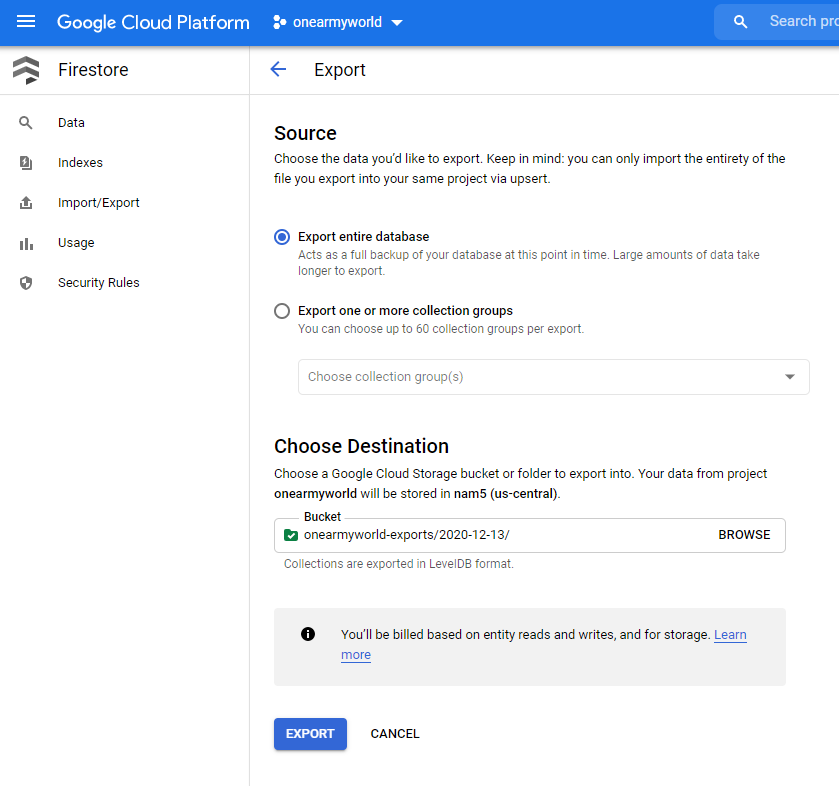 Google Cloud Platform
onearmyworld
Search pro
Firestore
Export
Data
Indexes
Import/Export
Usage
Security Rules
Source
Choose the data you’d like to export. Keep in mind: you can only import the entirety of the
file you export into your same project via upsert.
Export entire database
Acts as a full backup of your database at this point in time. Large amounts of data take
longer to export.
Export one or more collection groups
You can choose up to 60 collection groups per export.
Choose collection group(s)
Choose Destination
Choose a Google Cloud Storage bucket or folder to export into. Your data from project
onearmyworld will be stored in nam5 (us-central).
Bucket
onearmyworld-exports/2020-12-13/
BROWSE
Collections are exported in LevelDB format.
You’ll be billed based on entity reads and writes, and for storage. Learn
more
EXPORT
CANCEL